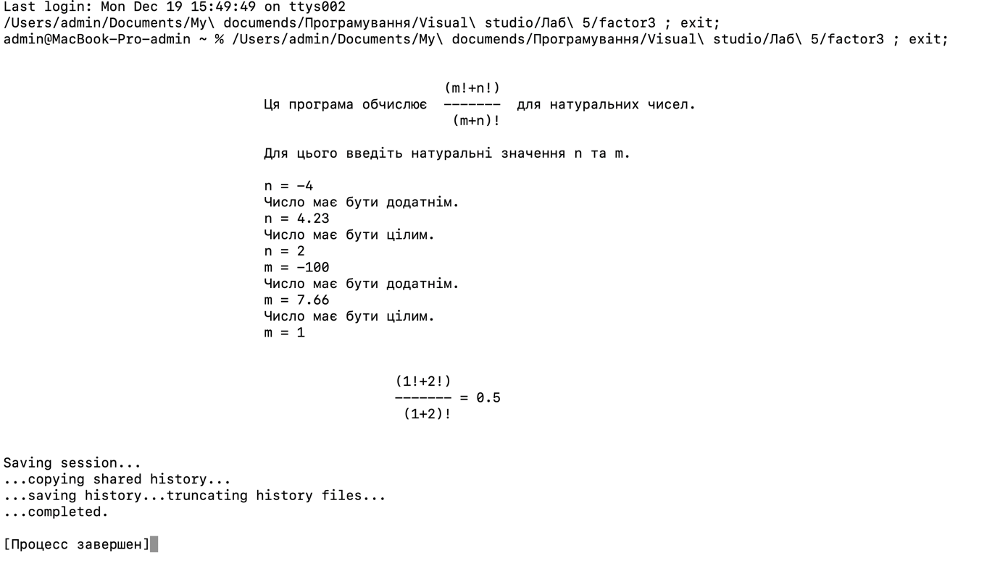 Last login: Mon Dec 19 15:49:49 on ttys002
/Users/admin/Documents/My\ documends/Програмування/Visual\ studio/Лаб\ 5/factor3 ; exit;
admin@MacBook-Pro-admin ~ % /Users/admin/Documents/My\ documends/Програмування/Visual\ studio/Лаб\ 5/factor3 ; exit;
(m!+n!)
Ця програма обчислює ------- для натуральних чисел.
(m+n)!
Для цього введіть натуральні значення n та m.
n = -4
Число має бути додатнім.
n = 4.23
Число має бути цілим.
n = 2
m = -100
Число має бути додатнім.
m = 7.66
Число має бути цілим.
m = 1
(1!+2!)
------- = 0.5
(1+2)!
Saving session...
...copying shared history...
...saving history...truncating history files...
...completed.
[Процесс завершен]